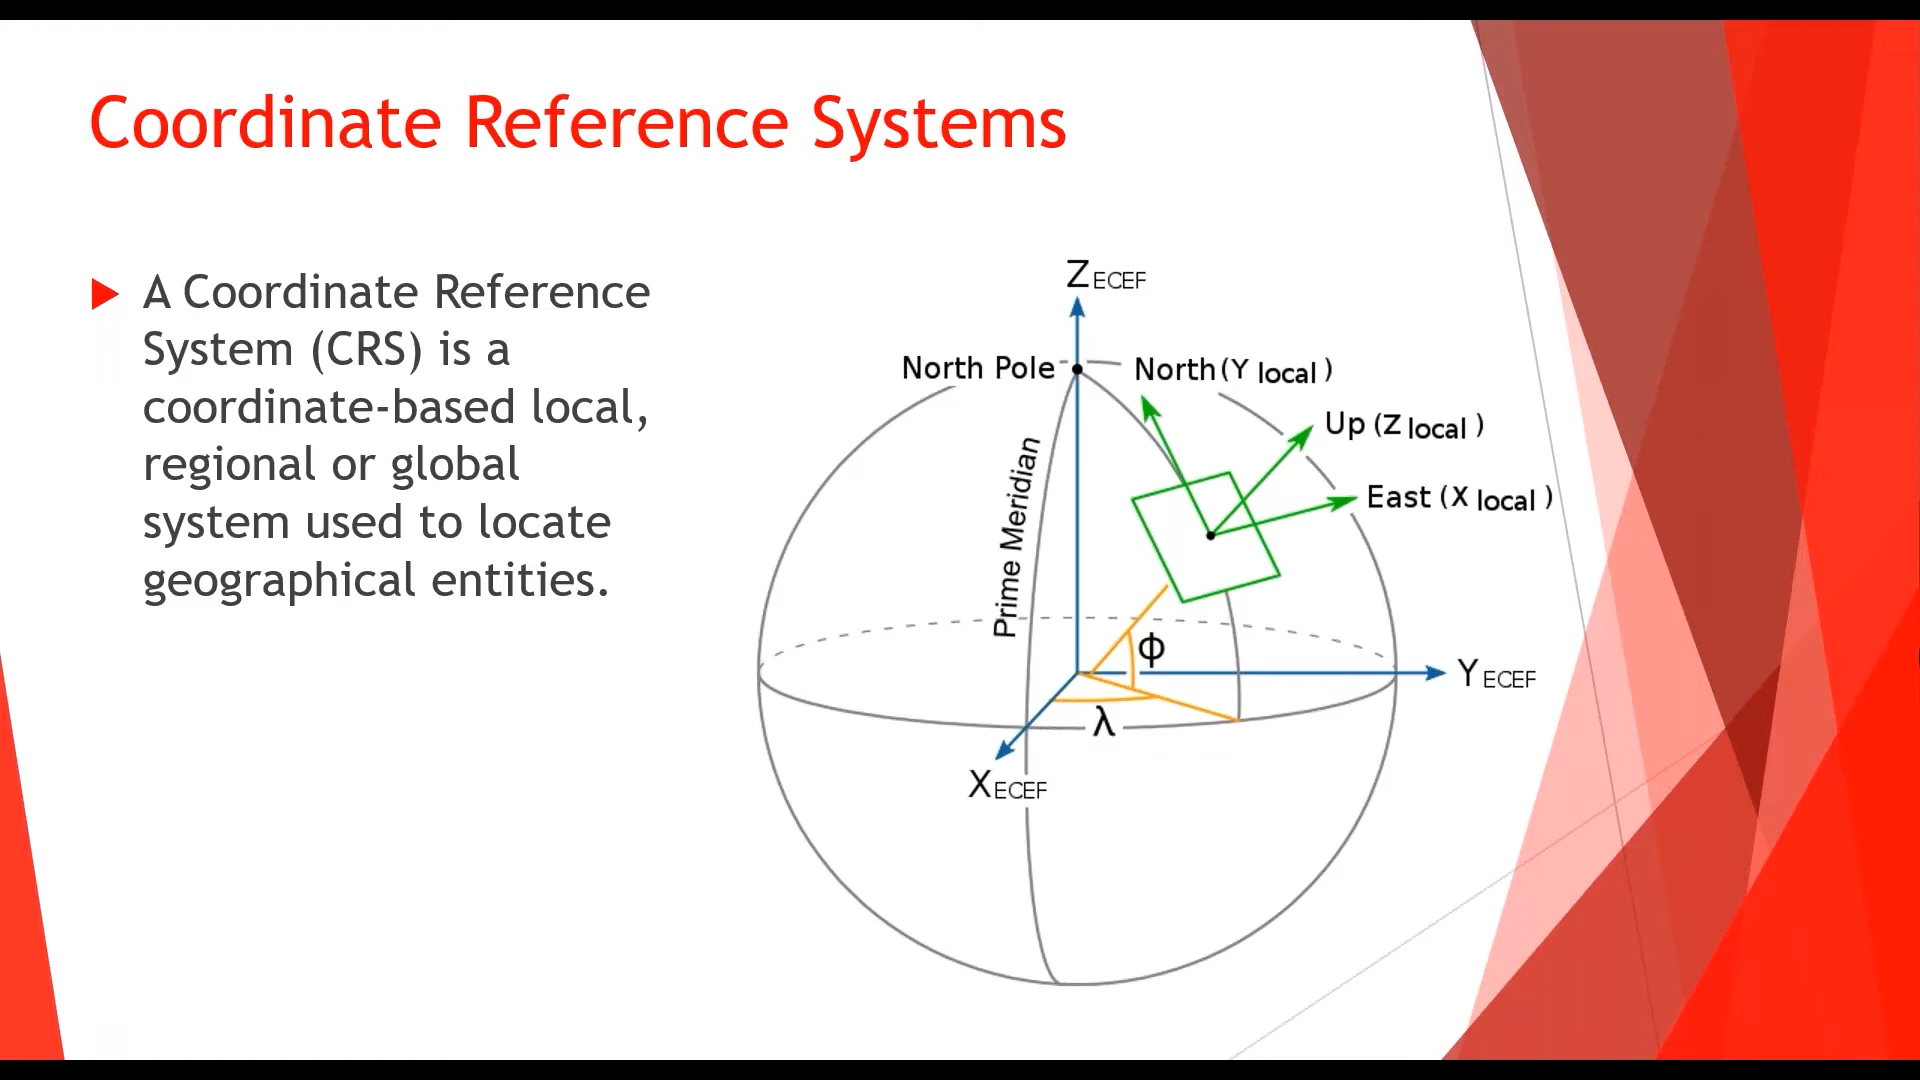 Coordinate Reference Systems
A Coordinate Reference
System (CRS) is a
coordinate-based local,
regional or global
system used to locate
geographical entities.
Z ECEF
North Pole
North (Y local )
Up (Z local )
East (X local )
Prime Meridian
ϕ
Y ECEF
λ
X ECEF